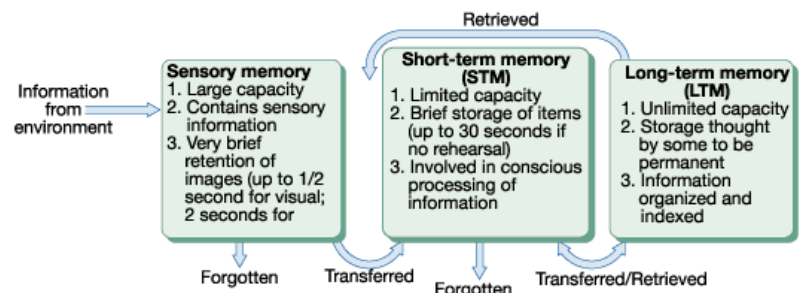 Retrieved
Information
from
environment
Sensory memory
1. Large capacity
2. Contains sensory
information
3. Very brief
retention of
images (up to 1/2
second for visual;
2 seconds for
Short-term memory
(STM)
1. Limited capacity
2. Brief storage of items
(up to 30 seconds if
no rehearsal)
3. Involved in conscious
processing of
information
Long-term memory
(LTM)
1. Unlimited capacity
2. Storage thought
by some to be
permanent
3. Information
organized and
indexed
Forgotten
Transferred
Forgotten
Transferred/Retrieved